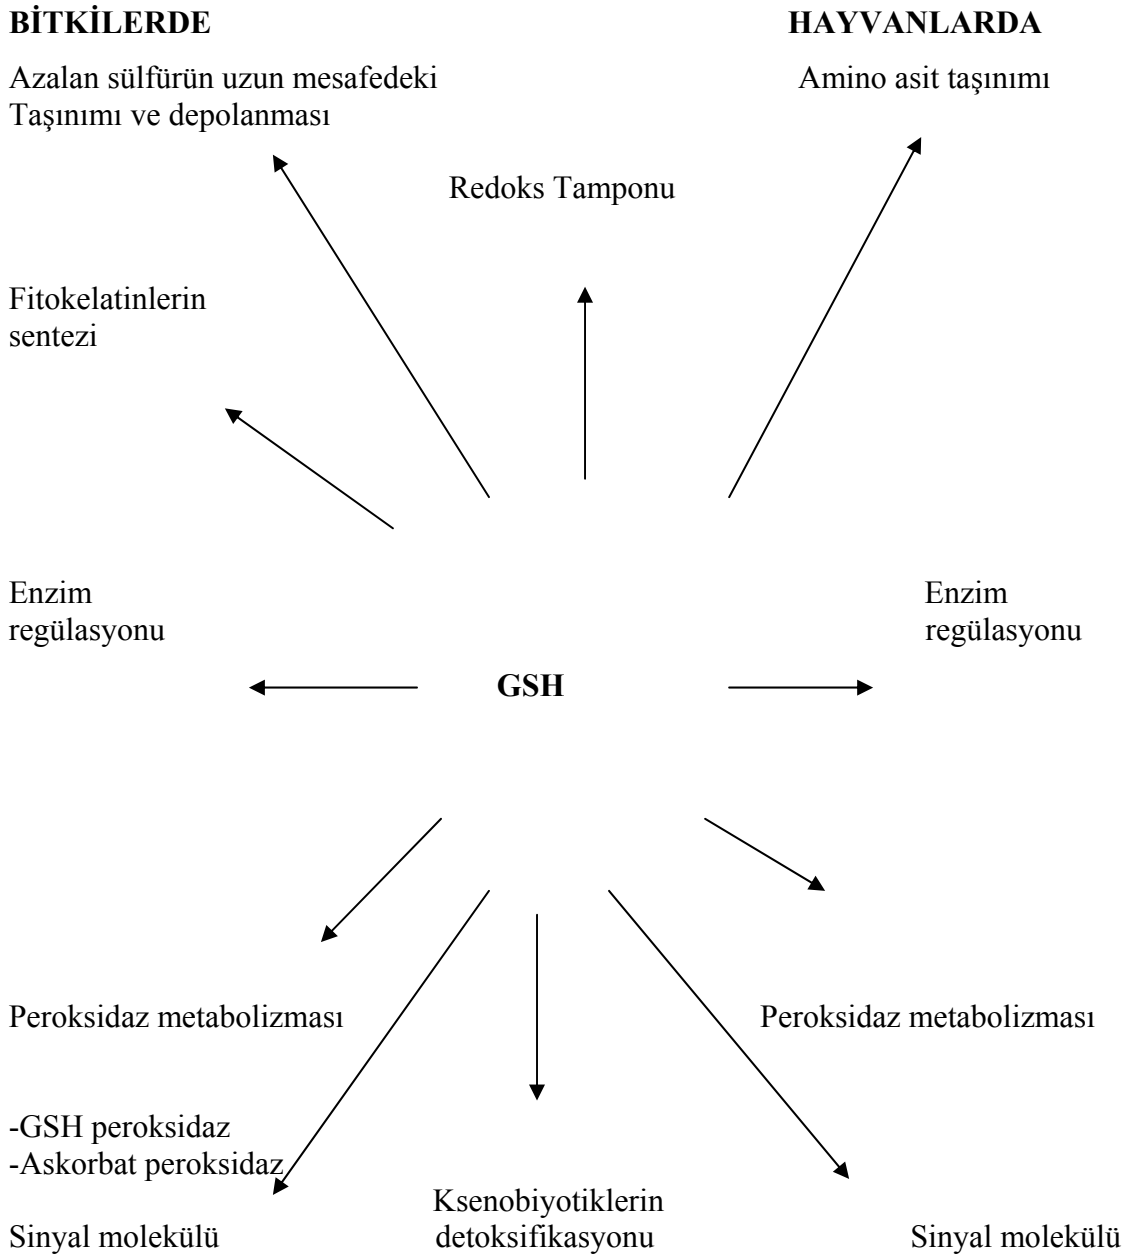 BİTKİLERDE
HAYVANLARDA
Azalan sülfürün uzun mesafedeki
Taşınımı ve depolanması
Amino asit taşınımı
Redoks Tamponu
Fitokelatinlerin
sentezi
Enzim
regülasyonu
Enzim
regülasyonu
GSH
Peroksidaz metabolizması
Peroksidaz metabolizması
-GSH peroksidaz
-Askorbat peroksidaz
Sinyal molekülü
Ksenobiyotiklerin
detoksifikasyonu
Sinyal molekülü